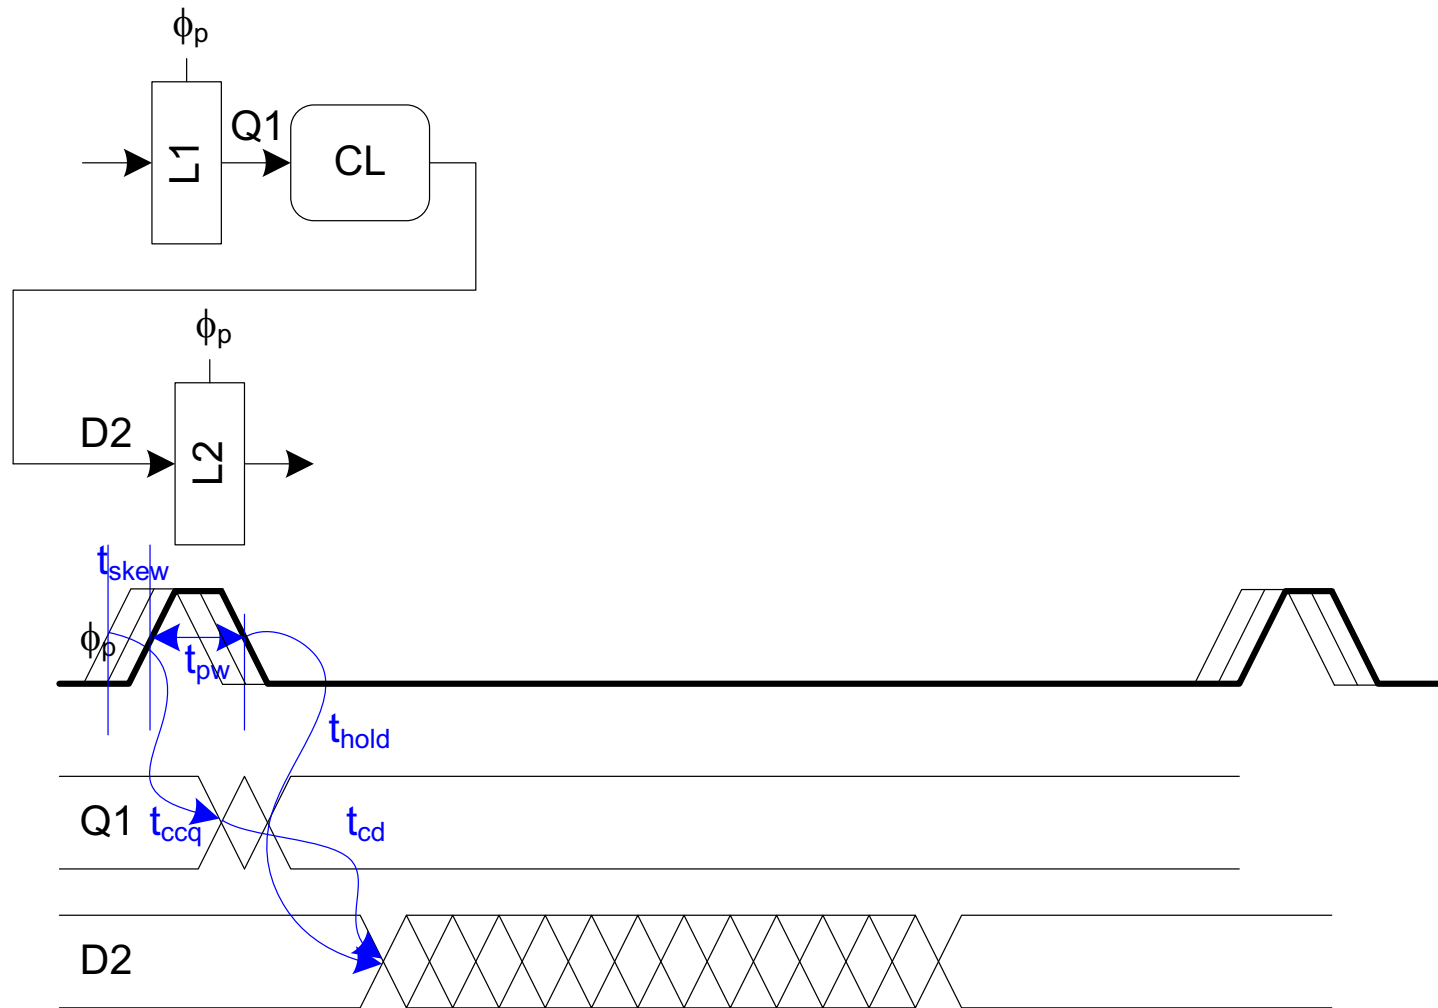 ϕp
Q1
L1
CL
ϕp
D2
L2
tskew
ϕp
tpw
thold
Q1
tccq
tcd
D2